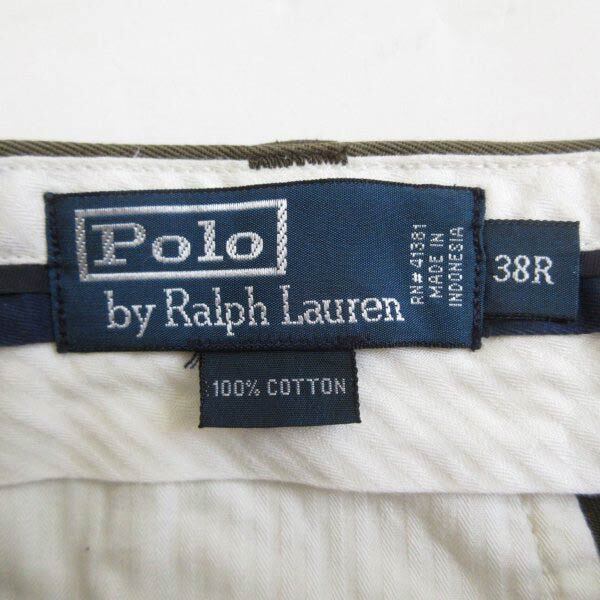 Polo
by Ralph Lauren
RN# 41381
MADE IN
INDONESIA
38R
100% COTTON